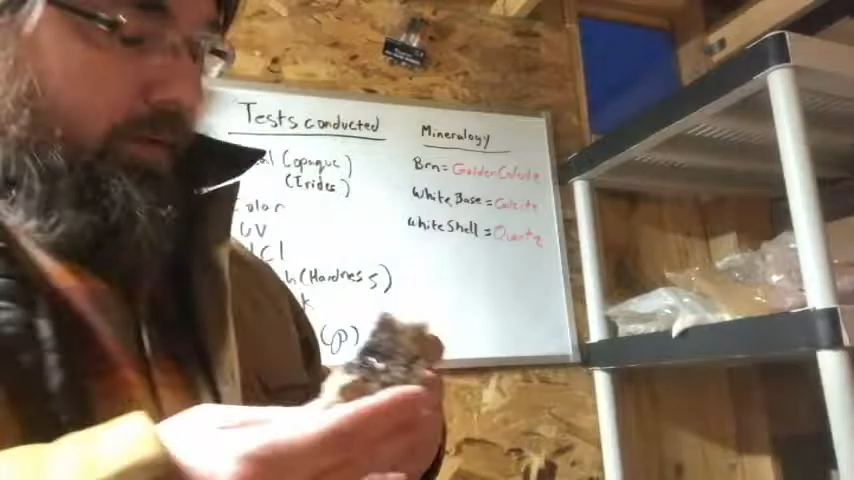 Tests conducted
(Opaque)
(Irides)
UV
(Hardness)
(P)
Mineralogy
Brn = Golden Calcite
White Base = Calcite
White Shell = Quartz